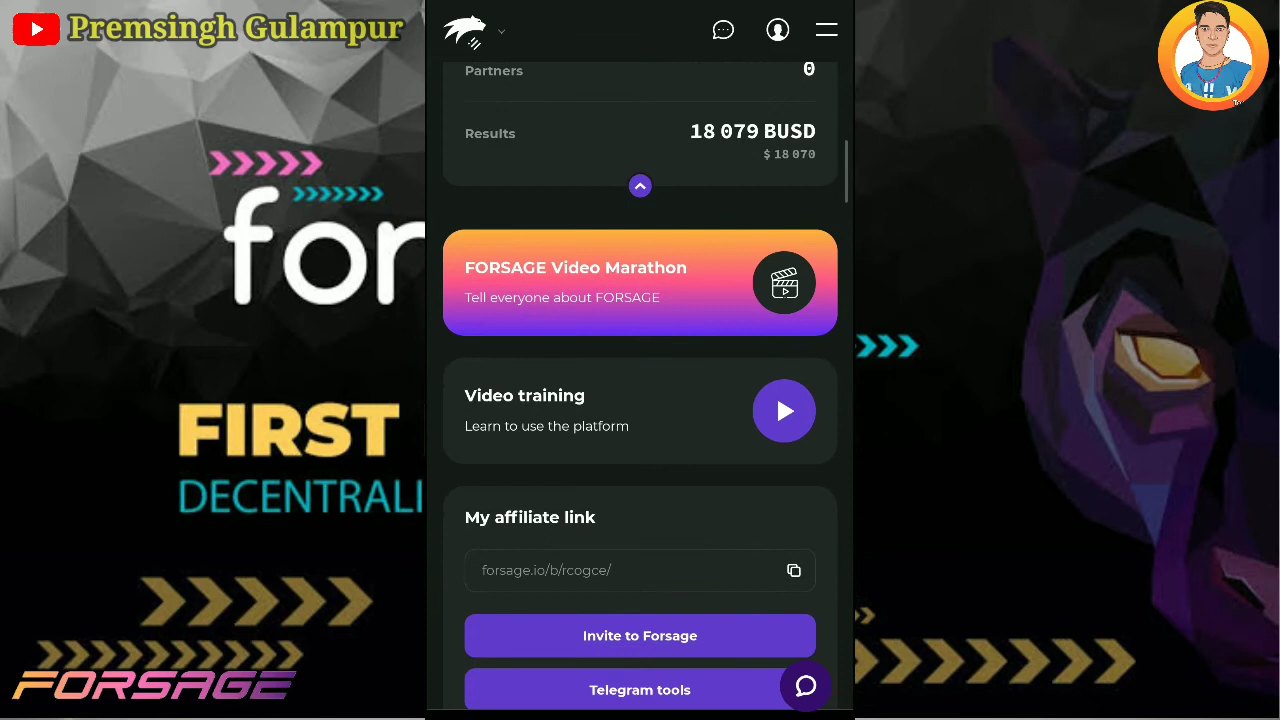 Premsingh Gulampur
for
FIRST
DECENTRALI
FORSAGE
Partners
0
Results
18 079 BUSD
$ 18 070
FORSAGE Video Marathon
Tell everyone about FORSAGE
Video training
Learn to use the platform
My affiliate link
forsage.io/b/rcogce/
Invite to Forsage
Telegram tools